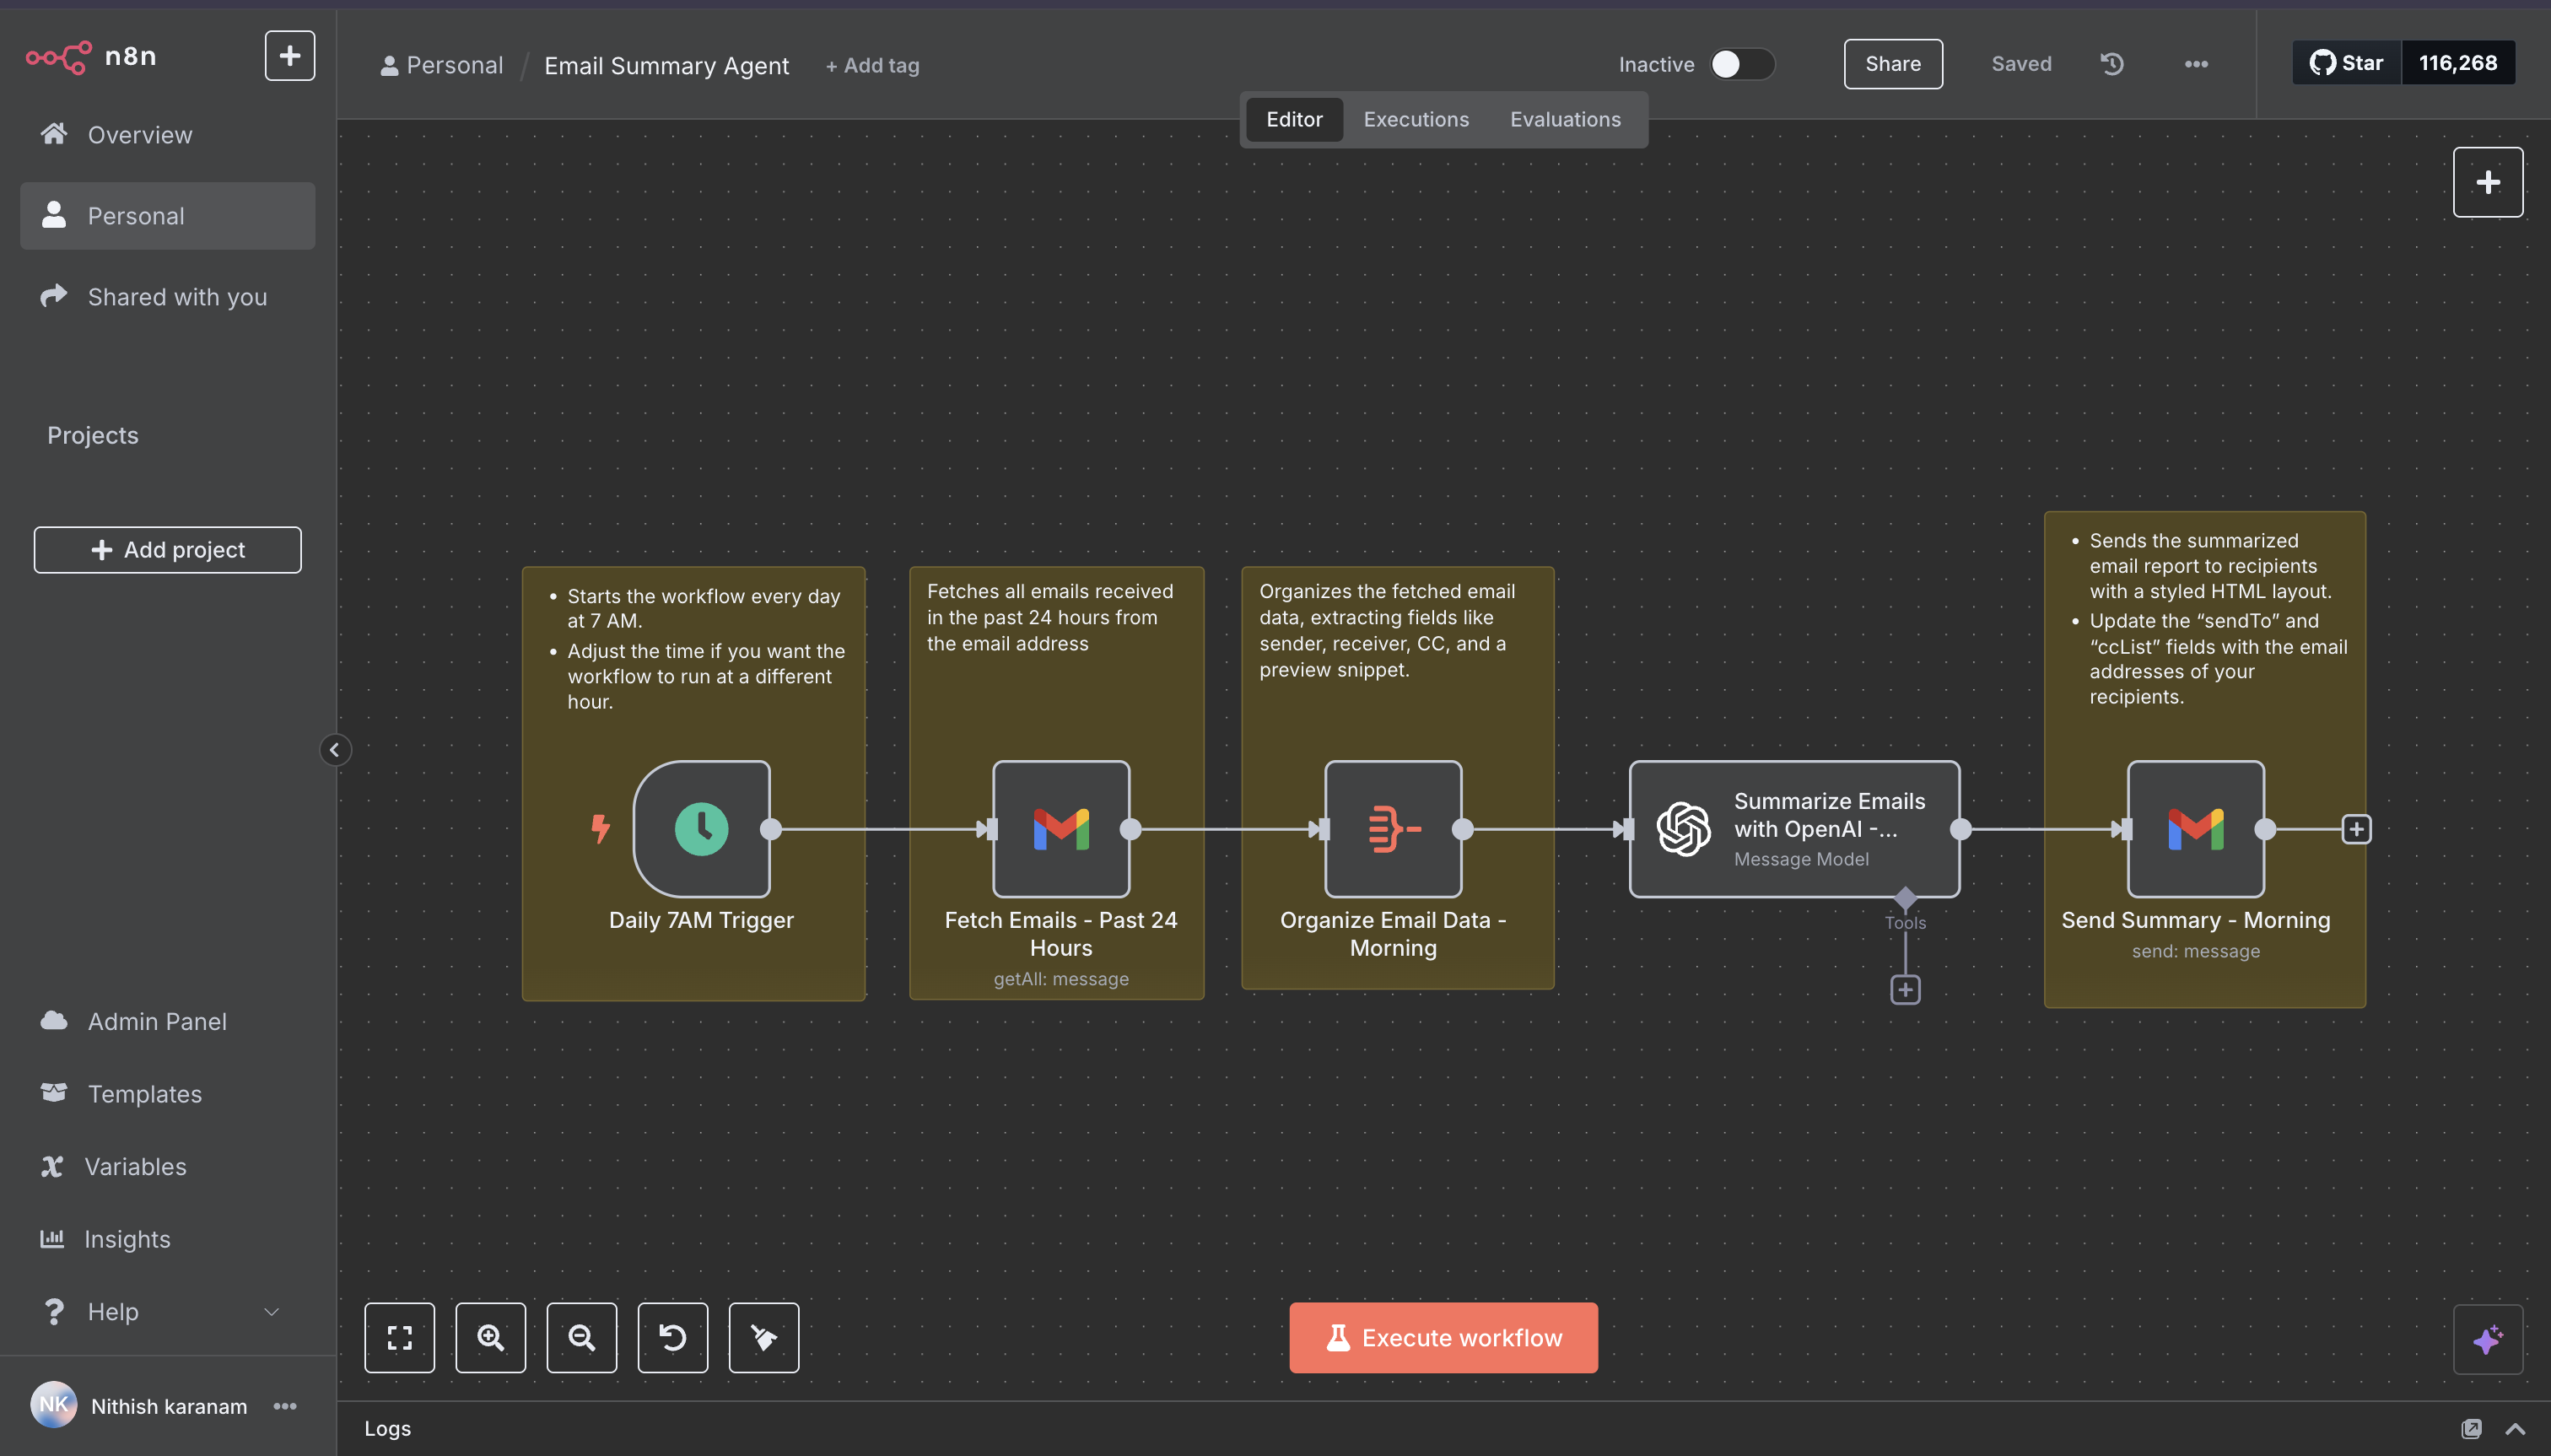 n8n
Overview
Personal
Shared with you
Projects
Add project
Admin Panel
Templates
Variables
Insights
Help
NK
Nithish karanam
Personal / Email Summary Agent + Add tag
Inactive
Share
Saved
Star 116,268
Editor Executions Evaluations
• Starts the workflow every day
at 7 AM.
• Adjust the time if you want the
workflow to run at a different
hour.
Daily 7AM Trigger
Fetches all emails received
in the past 24 hours from
the email address
Fetch Emails - Past 24
Hours
getAll: message
Organizes the fetched email
data, extracting fields like
sender, receiver, CC, and a
preview snippet.
Organize Email Data -
Morning
Summarize Emails
with OpenAI -...
Message Model
Tools
• Sends the summarized
email report to recipients
with a styled HTML layout.
• Update the “sendTo” and
“ccList” fields with the email
addresses of your
recipients.
Send Summary - Morning
send: message
Execute workflow
Logs